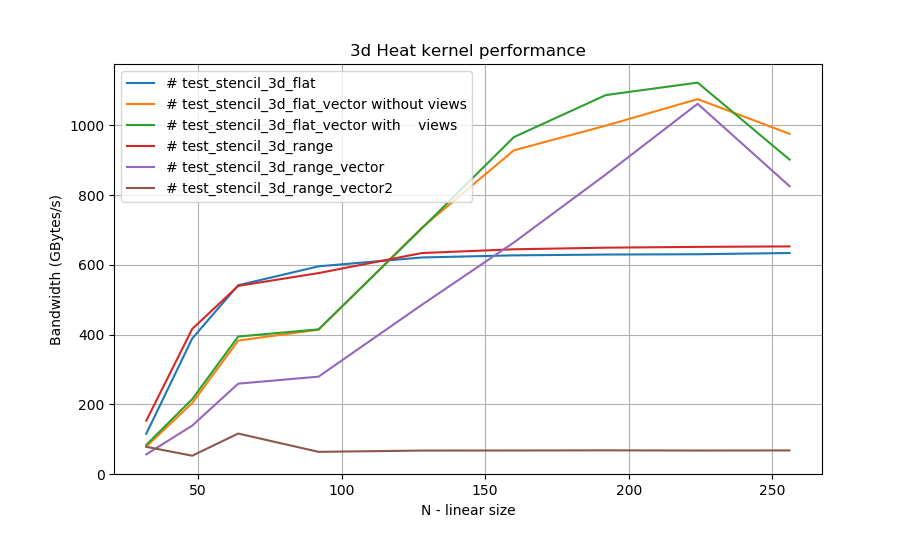 3d Heat kernel performance
# test_stencil_3d_flat
# test_stencil_3d_flat_vector without views
# test_stencil_3d_flat_vector with    views
# test_stencil_3d_range
# test_stencil_3d_range_vector
# test_stencil_3d_range_vector2
Bandwidth (GBytes/s)
1000
800
600
400
200
0
50 100 150 200 250
N - linear size